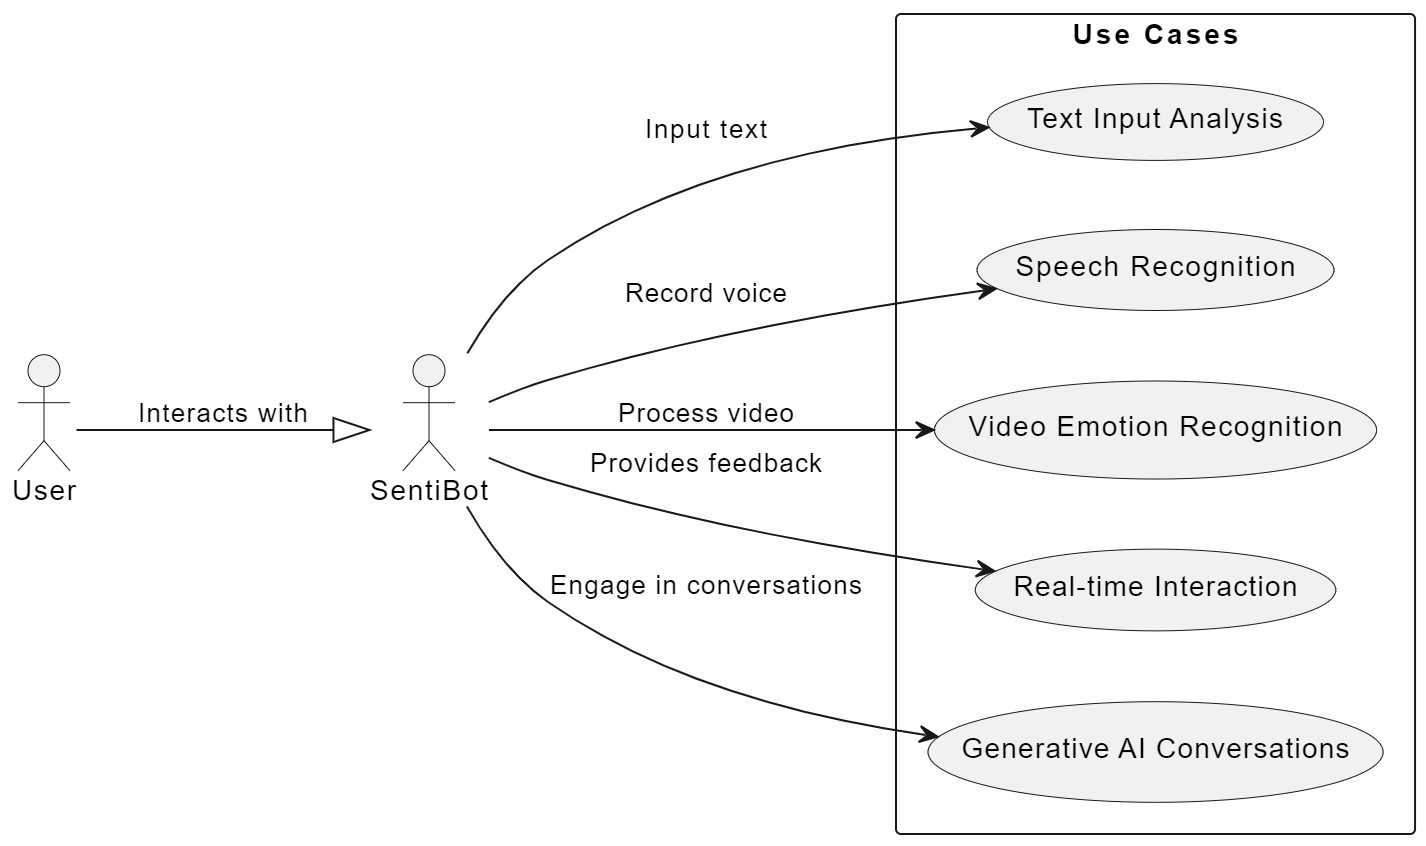 Use Cases
Input text
Text Input Analysis
Record voice
Speech Recognition
Interacts with
Process video
Video Emotion Recognition
Provides feedback
User
SentiBot
Engage in conversations
Real-time Interaction
Generative AI Conversations